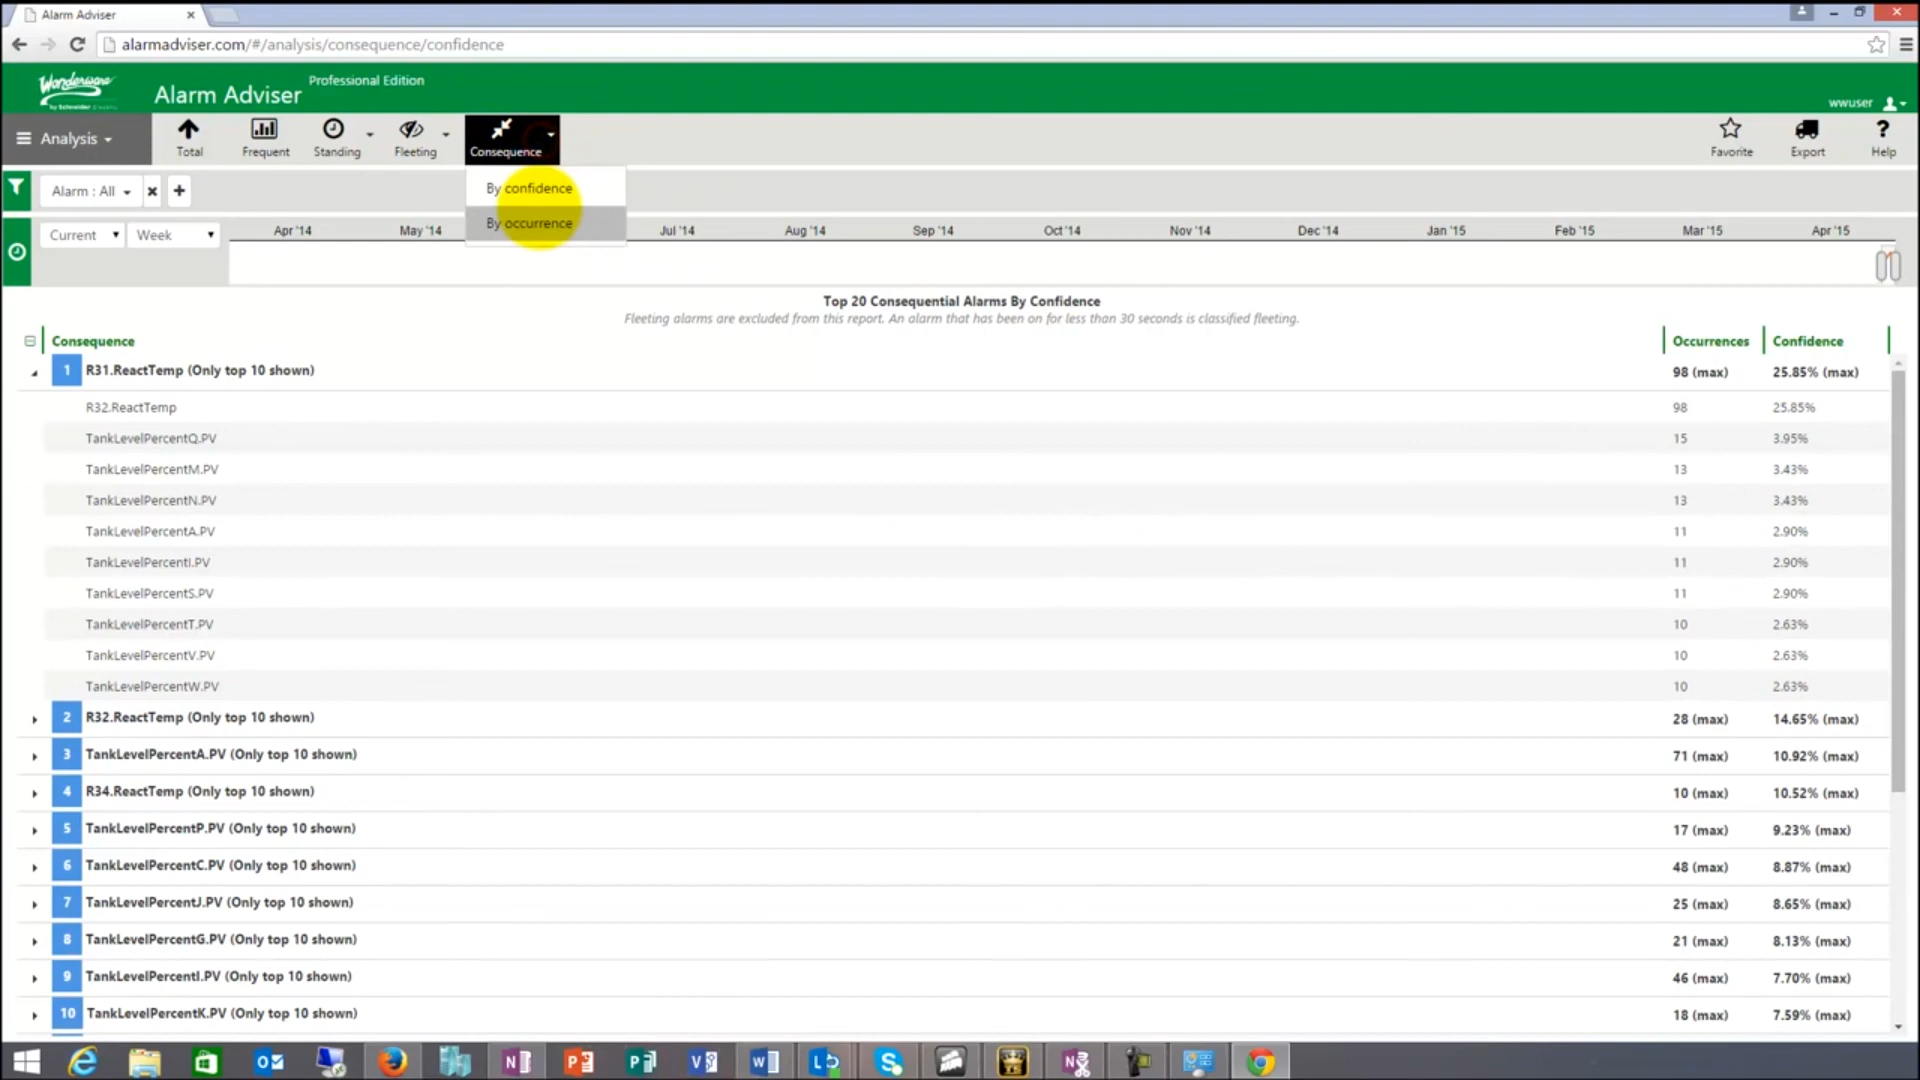 Alarm Adviser
alarmadviser.com/#/analysis/consequence/confidence
Wonderware
by Schneider Electric
Alarm Adviser
Professional Edition
wwuser
Analysis
Total
Frequent
Standing
Fleeting
Consequence
Favorite
Export
Help
By confidence
By occurrence
Alarm : All
Current
Week
Apr '14
May '14
Jul '14
Aug '14
Sep '14
Oct '14
Nov '14
Dec '14
Jan '15
Feb '15
Mar '15
Apr '15
Top 20 Consequential Alarms By Confidence
Fleeting alarms are excluded from this report. An alarm that has been on for less than 30 seconds is classified fleeting.
Consequence Occurrences Confidence
1 R31.ReactTemp (Only top 10 shown) 98 (max) 25.85% (max)
R32.ReactTemp 98 25.85%
TankLevelPercentQ.PV 15 3.95%
TankLevelPercentM.PV 13 3.43%
TankLevelPercentN.PV 13 3.43%
TankLevelPercentA.PV 11 2.90%
TankLevelPercentI.PV 11 2.90%
TankLevelPercentS.PV 11 2.90%
TankLevelPercentT.PV 10 2.63%
TankLevelPercentV.PV 10 2.63%
TankLevelPercentW.PV 10 2.63%
2 R32.ReactTemp (Only top 10 shown) 28 (max) 14.65% (max)
3 TankLevelPercentA.PV (Only top 10 shown) 71 (max) 10.92% (max)
4 R34.ReactTemp (Only top 10 shown) 10 (max) 10.52% (max)
5 TankLevelPercentP.PV (Only top 10 shown) 17 (max) 9.23% (max)
6 TankLevelPercentC.PV (Only top 10 shown) 48 (max) 8.87% (max)
7 TankLevelPercentJ.PV (Only top 10 shown) 25 (max) 8.65% (max)
8 TankLevelPercentG.PV (Only top 10 shown) 21 (max) 8.13% (max)
9 TankLevelPercentI.PV (Only top 10 shown) 46 (max) 7.70% (max)
10 TankLevelPercentK.PV (Only top 10 shown) 18 (max) 7.59% (max)